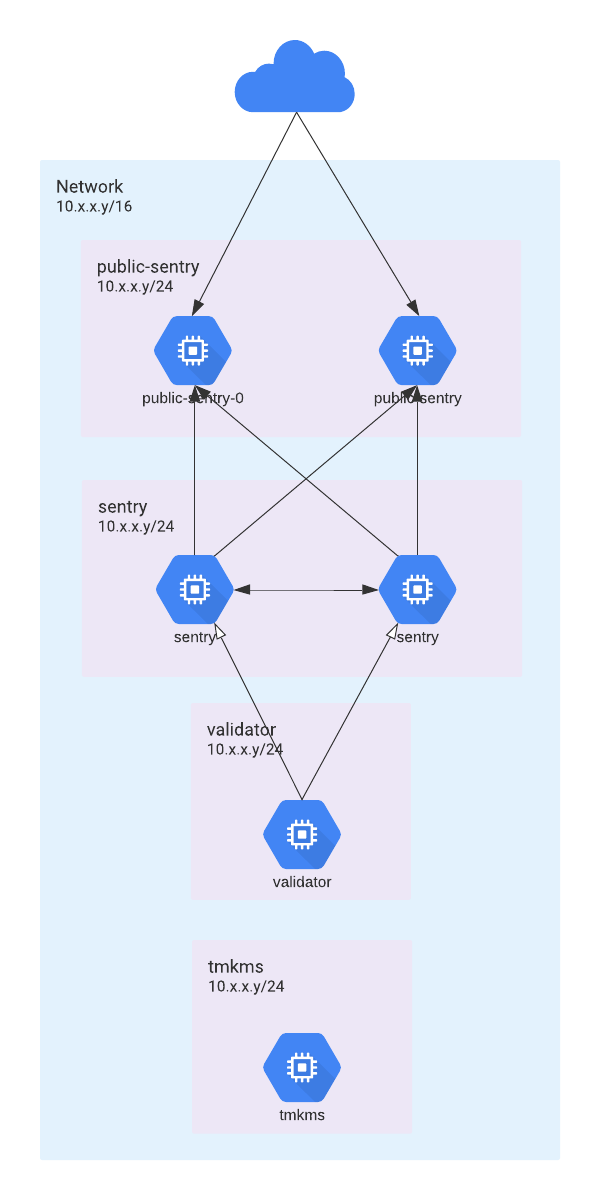 Network
10.x.x.y/16
public-sentry
10.x.x.y/24
public-sentry-0
public-sentry
sentry
10.x.x.y/24
sentry
sentry
validator
10.x.x.y/24
validator
tmkms
10.x.x.y/24
tmkms